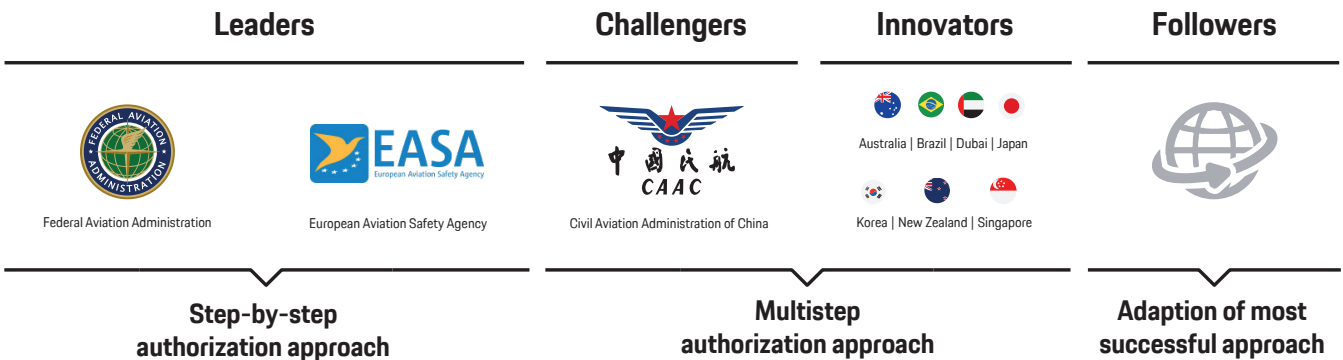 Leaders
Challengers
Innovators
Followers
FEDERAL AVIATION
ADMINISTRATION
EASA
European Aviation Safety Agency
中國民航
CAAC
Australia | Brazil | Dubai | Japan
Korea | New Zealand | Singapore
Federal Aviation Administration
European Aviation Safety Agency
Civil Aviation Administration of China
Step-by-step
authorization approach
Multistep
authorization approach
Adaption of most
successful approach